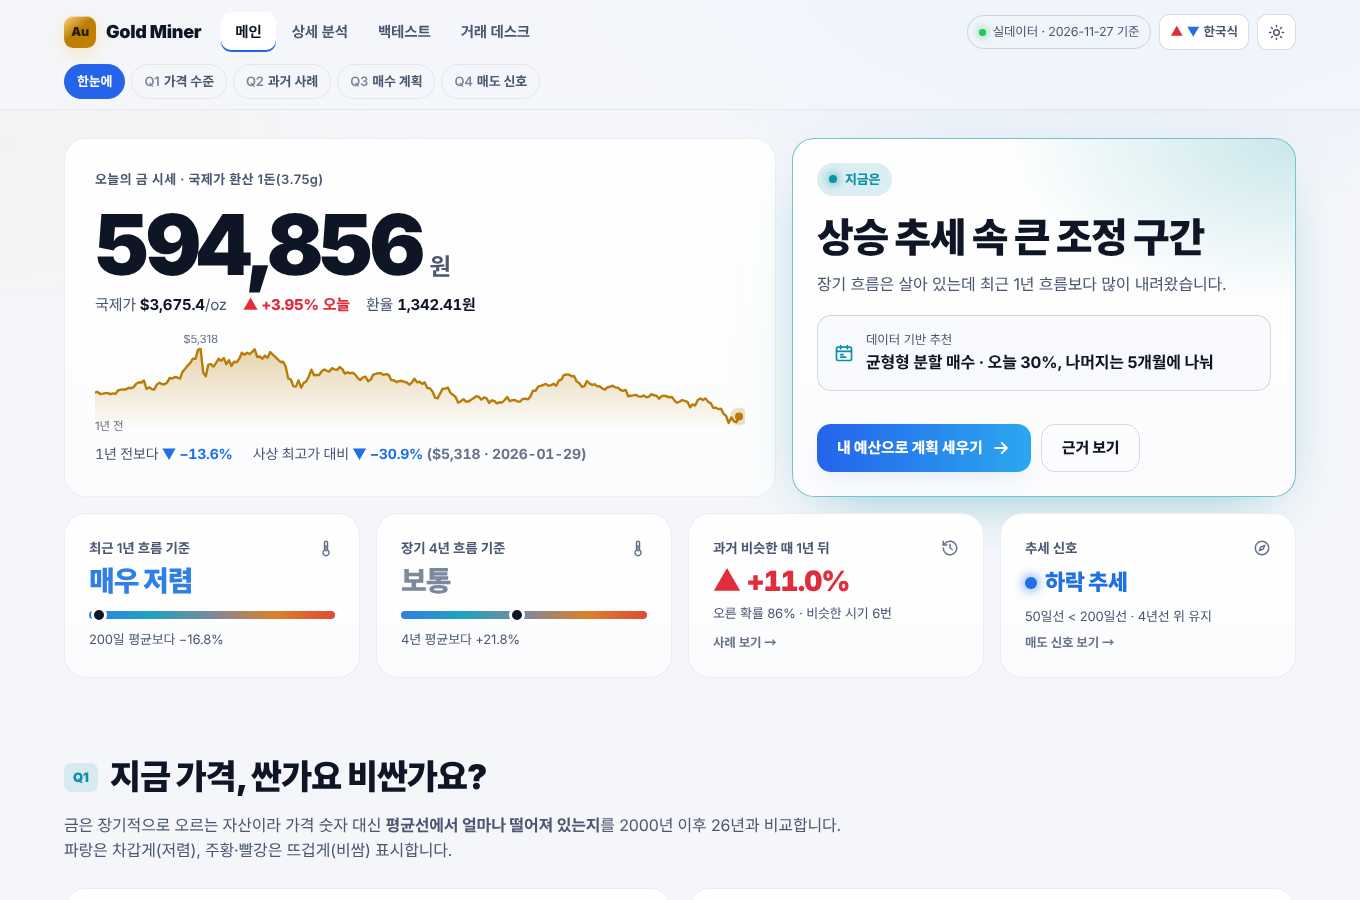 Au Gold Miner 메인 상세 분석 백테스트 거래 데스크 실데이터 · 2026-11-27 기준 ▲ ▼ 한국식
한눈에 Q1 가격 수준 Q2 과거 사례 Q3 매수 계획 Q4 매도 신호
오늘의 금 시세 · 국제가 환산 1돈(3.75g)
594,856 원
국제가 $3,675.4/oz ▲ +3.95% 오늘 환율 1,342.41원
$5,318
1년 전
1년 전보다 ▼ −13.6% 사상 최고가 대비 ▼ −30.9% ($5,318 · 2026-01-29)
지금은
상승 추세 속 큰 조정 구간
장기 흐름은 살아 있는데 최근 1년 흐름보다 많이 내려왔습니다.
데이터 기반 추천
균형형 분할 매수 · 오늘 30%, 나머지는 5개월에 나눠
내 예산으로 계획 세우기 → 근거 보기
최근 1년 흐름 기준
매우 저렴
200일 평균보다 −16.8%
장기 4년 흐름 기준
보통
4년 평균보다 +21.8%
과거 비슷한 때 1년 뒤
▲ +11.0%
오른 확률 86% · 비슷한 시기 6번
사례 보기 →
추세 신호
하락 추세
50일선 < 200일선 · 4년선 위 유지
매도 신호 보기 →
Q1 지금 가격, 싼가요 비싼가요?
금은 장기적으로 오르는 자산이라 가격 숫자 대신 평균선에서 얼마나 떨어져 있는지를 2000년 이후 26년과 비교합니다.
파랑은 차갑게(저렴), 주황·빨강은 뜨겁게(비쌈) 표시합니다.